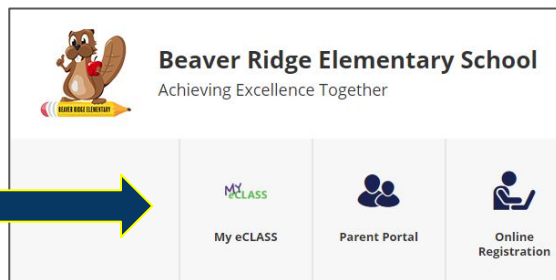 Beaver Ridge Elementary School
Achieving Excellence Together
BEAVER RIDGE ELEMENTARY
MY
eCLASS
My eCLASS
Parent Portal
Online
Registration